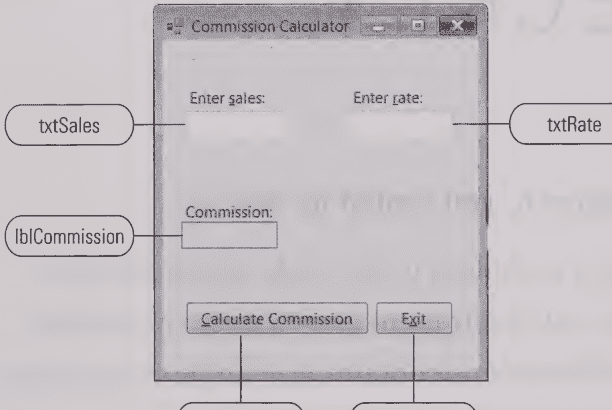 Commission Calculator
Enter sales:
Enter rate:
txtSales
txtRate
Commission:
lblCommission
Calculate Commission
Exit